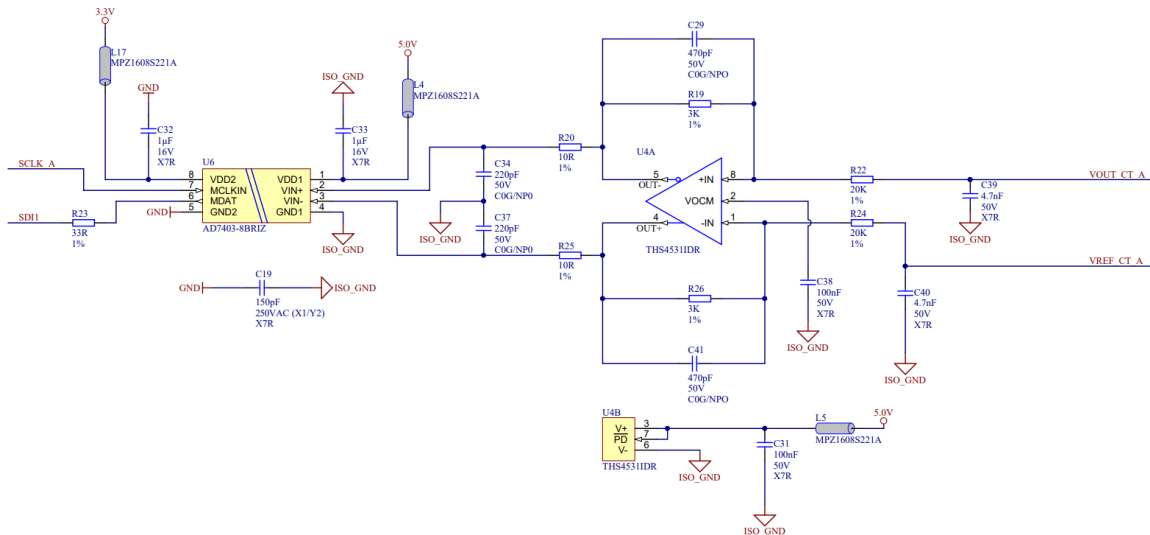 3.3V
L17
MPZ1608S221A
GND
C32
1µF
16V
X7R
ISO_GND
C33
1µF
16V
X7R
5.0V
L4
MPZ1608S221A
SCLK_A
SDI1
R23
33R
1%
U6
8 VDD2 VDD1 1
7 MCLKIN VIN+ 2
6 MDAT VIN- 3
5 GND2 GND1 4
AD7403-8BRIZ
GND
ISO_GND
GND
C19
150pF
250VAC (X1/Y2)
X7R
ISO_GND
C34
220pF
50V
C0G/NP0
C37
220pF
50V
C0G/NP0
ISO_GND
R20
10R
1%
R25
10R
1%
C29
470pF
50V
C0G/NPO
R19
3K
1%
U4A
5 OUT- +IN 8
VOCM 2
4 OUT+ -IN 1
THS4531IDR
R26
3K
1%
C41
470pF
50V
C0G/NPO
C38
100nF
50V
X7R
ISO_GND
R22
20K
1%
R24
20K
1%
C39
4.7nF
50V
X7R
ISO_GND
VOUT_CT_A
VREF_CT_A
C40
4.7nF
50V
X7R
ISO_GND
U4B
V+ 3
PD 7
V- 6
THS4531IDR
ISO_GND
C31
100nF
50V
X7R
ISO_GND
L5
MPZ1608S221A
5.0V